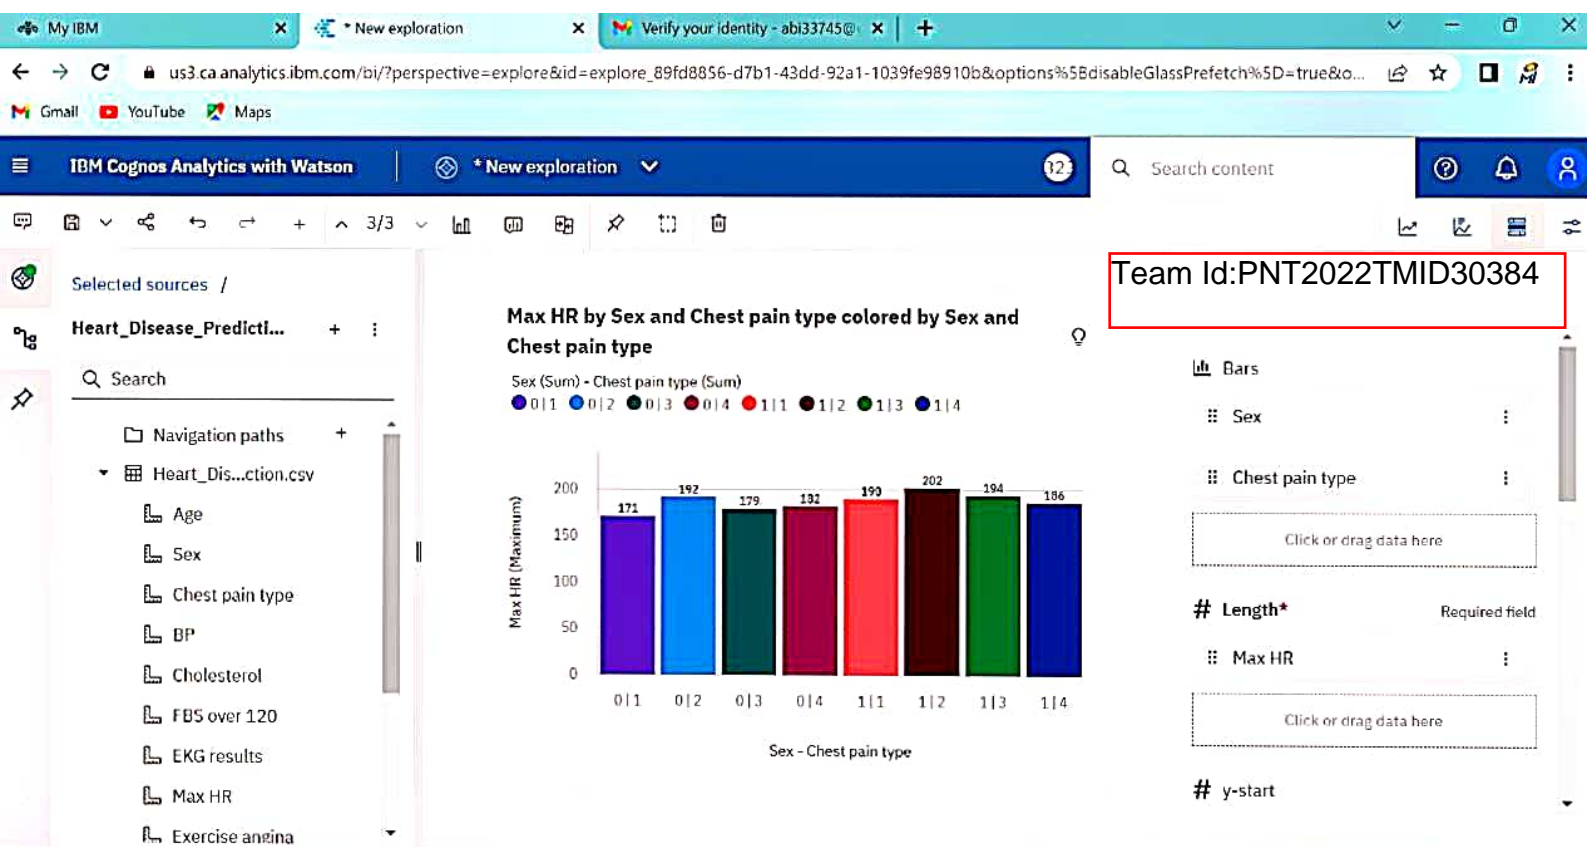 My IBM
* New exploration
Verify your identity - abi33745@
us3.ca.analytics.ibm.com/bi/?perspective=explore&id=explore_89fd8856-d7b1-43dd-92a1-1039fe98910b&options%5BdisableGlassPrefetch%5D=true&o...
Gmail YouTube Maps
IBM Cognos Analytics with Watson
* New exploration
Search content
3/3
Selected sources /
Team Id:PNT2022TMID30384
Heart_Disease_Predicti...
Search
Navigation paths
Heart_Dis...ction.csv
Age
Sex
Chest pain type
BP
Cholesterol
FBS over 120
EKG results
Max HR
Exercise angina
Max HR by Sex and Chest pain type colored by Sex and
Chest pain type
Sex (Sum) - Chest pain type (Sum)
0|1 0|2 0|3 0|4 1|1 1|2 1|3 1|4
Max HR (Maximum)
200
150
100
50
0
171 192 179 182 190 202 194 186
0|1 0|2 0|3 0|4 1|1 1|2 1|3 1|4
Sex - Chest pain type
Bars
Sex
Chest pain type
Click or drag data here
# Length* Required field
Max HR
Click or drag data here
# y-start